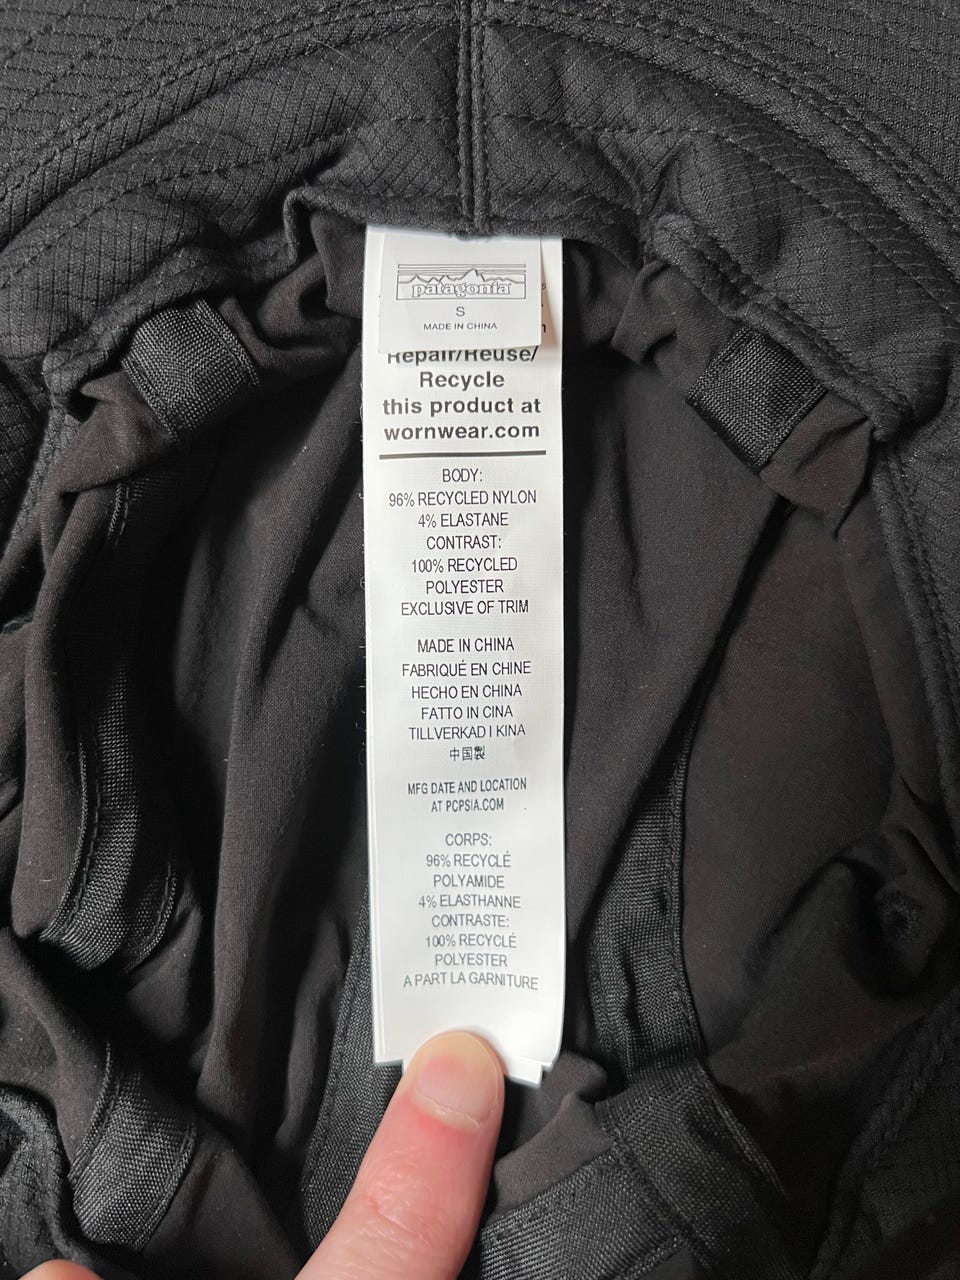 patagonia
S
MADE IN CHINA
Repair/Reuse/
Recycle
this product at
wornwear.com
BODY:
96% RECYCLED NYLON
4% ELASTANE
CONTRAST:
100% RECYCLED
POLYESTER
EXCLUSIVE OF TRIM
MADE IN CHINA
FABRIQUÉ EN CHINE
HECHO EN CHINA
FATTO IN CINA
TILLVERKAD I KINA
中国製
MFG DATE AND LOCATION
AT PCPSIA.COM
CORPS:
96% RECYCLÉ
POLYAMIDE
4% ELASTHANNE
CONTRASTE:
100% RECYCLÉ
POLYESTER
A PART LA GARNITURE